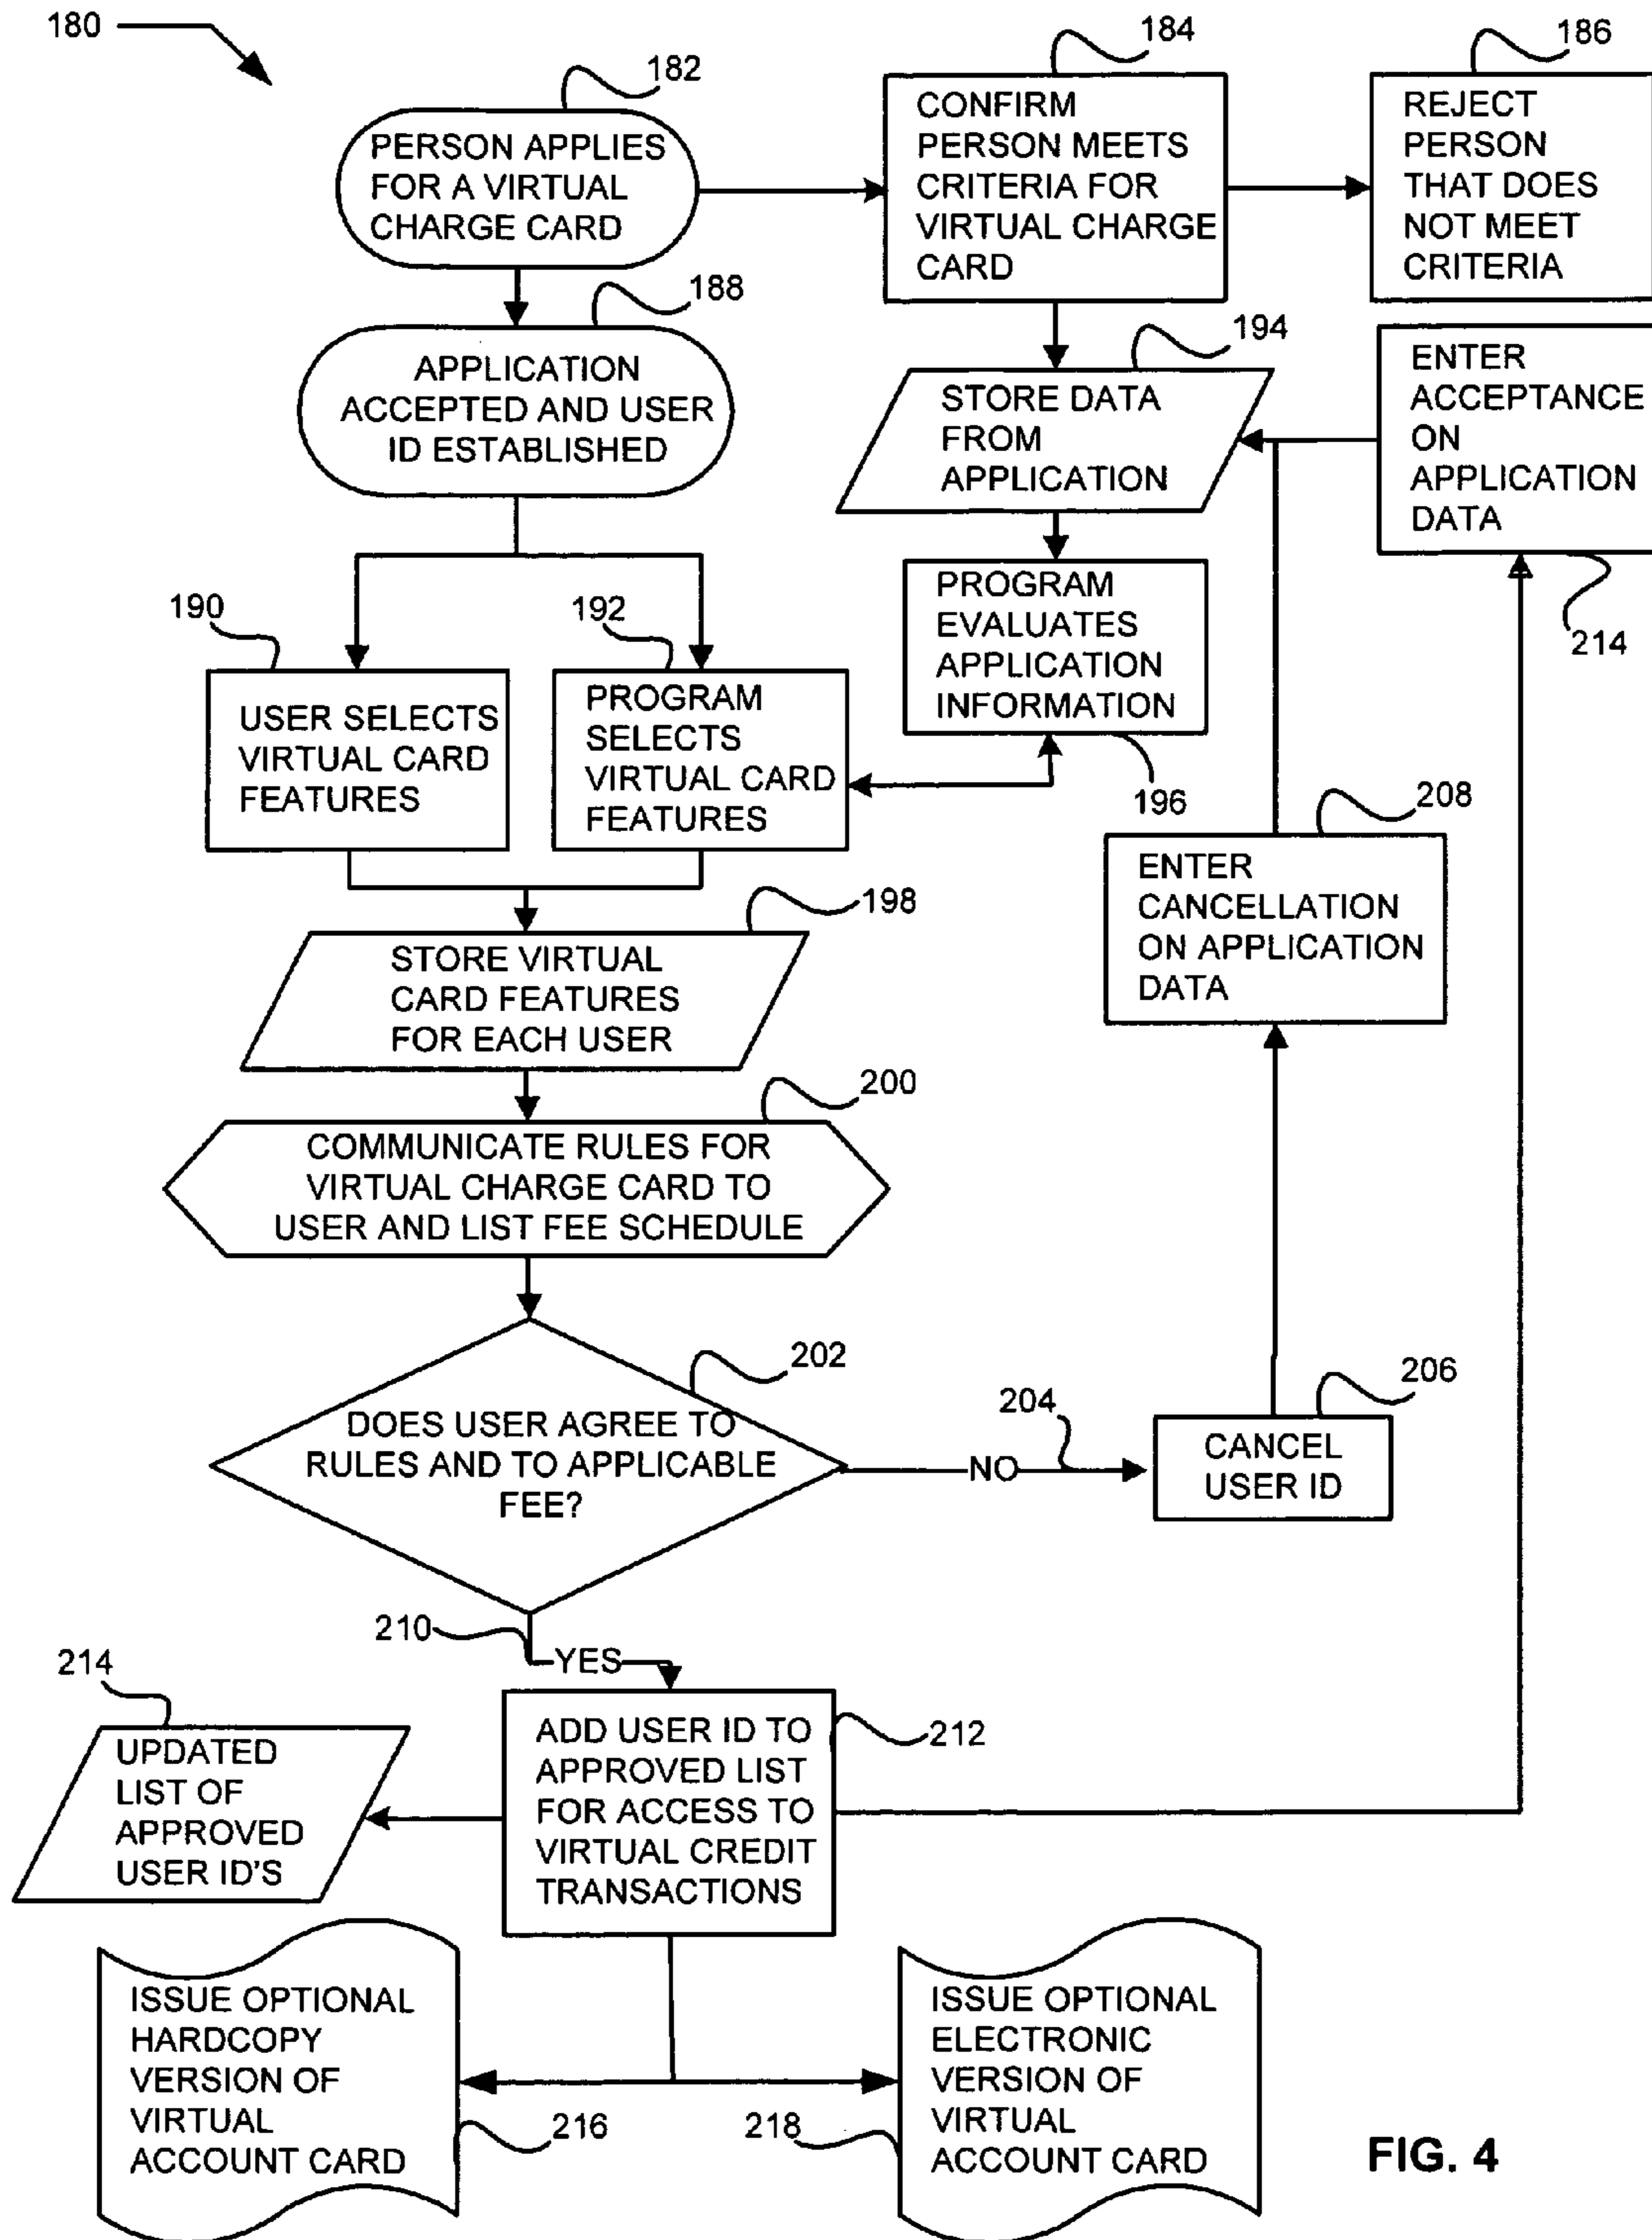 180
182
PERSON APPLIES
FOR A VIRTUAL
CHARGE CARD
184
CONFIRM
PERSON MEETS
CRITERIA FOR
VIRTUAL CHARGE
CARD
186
REJECT
PERSON
THAT DOES
NOT MEET
CRITERIA
188
APPLICATION
ACCEPTED AND USER
ID ESTABLISHED
194
STORE DATA
FROM
APPLICATION
ENTER
ACCEPTANCE
ON
APPLICATION
DATA
214
190
USER SELECTS
VIRTUAL CARD
FEATURES
192
PROGRAM
SELECTS
VIRTUAL CARD
FEATURES
PROGRAM
EVALUATES
APPLICATION
INFORMATION
196
208
ENTER
CANCELLATION
ON APPLICATION
DATA
198
STORE VIRTUAL
CARD FEATURES
FOR EACH USER
200
COMMUNICATE RULES FOR
VIRTUAL CHARGE CARD TO
USER AND LIST FEE SCHEDULE
202
DOES USER AGREE TO
RULES AND TO APPLICABLE
FEE?
204
NO
206
CANCEL
USER ID
210
YES
214
UPDATED
LIST OF
APPROVED
USER ID'S
ADD USER ID TO
APPROVED LIST
FOR ACCESS TO
VIRTUAL CREDIT
TRANSACTIONS
212
ISSUE OPTIONAL
HARDCOPY
VERSION OF
VIRTUAL
ACCOUNT CARD
216
218
ISSUE OPTIONAL
ELECTRONIC
VERSION OF
VIRTUAL
ACCOUNT CARD
FIG. 4